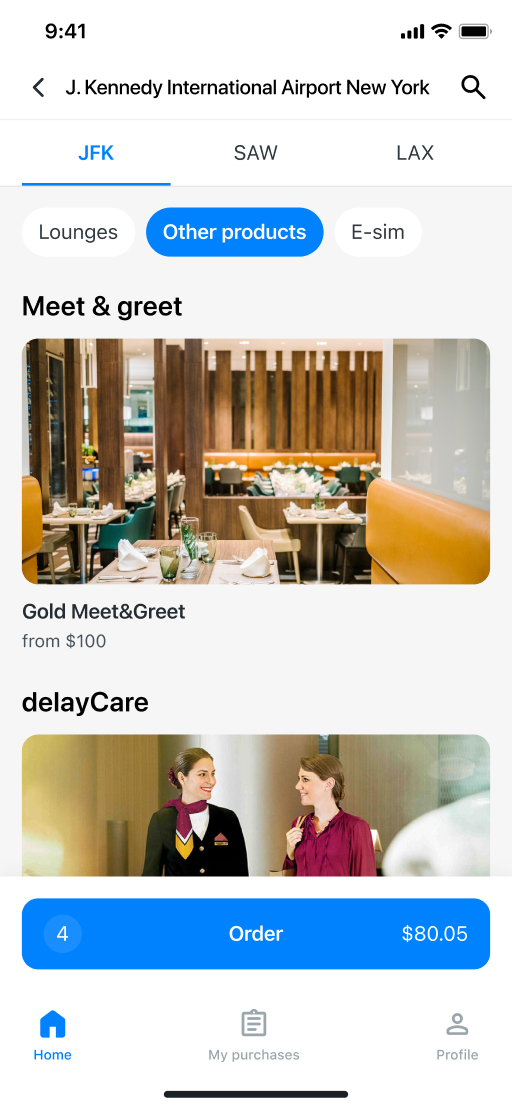 9:41
J. Kennedy International Airport New York
JFK
SAW
LAX
Lounges
Other products
E-sim
Meet & greet
Gold Meet&Greet
from $100
delayCare
4
Order
$80.05
Home
My purchases
Profile